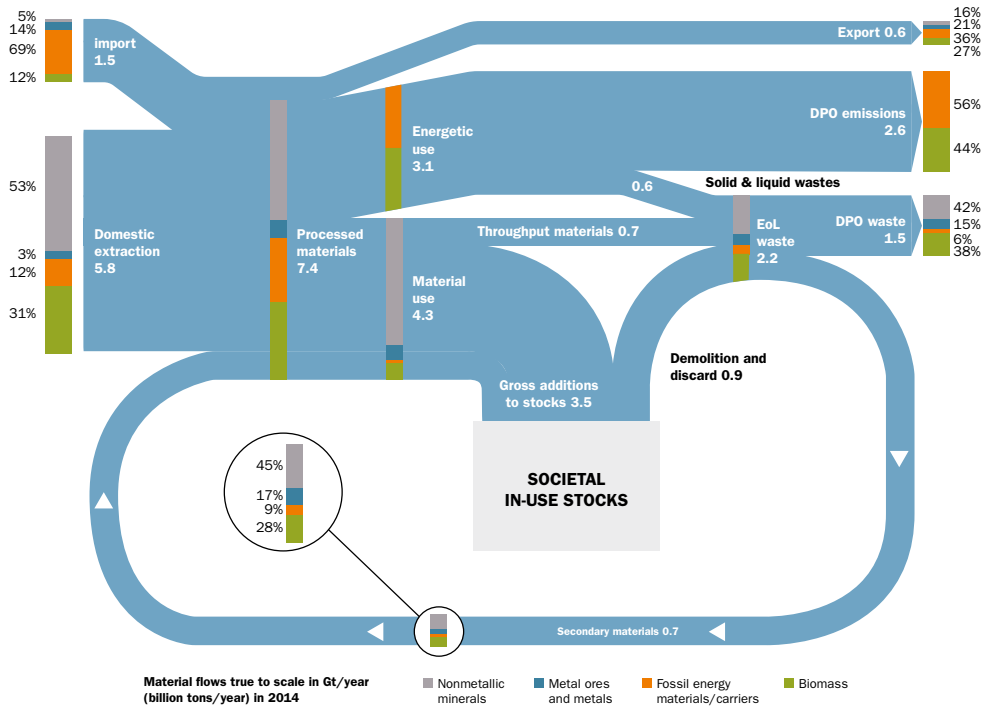 5%
14%
69%
12%
import
1.5
16%
21%
36%
27%
Export 0.6
Energetic
use
3.1
DPO emissions
2.6
56%
44%
53%
3%
12%
31%
Domestic
extraction
5.8
Processed
materials
7.4
Material
use
4.3
0.6
Solid & liquid wastes
Throughput materials 0.7
EoL
waste
2.2
DPO waste
1.5
42%
15%
6%
38%
Gross additions
to stocks 3.5
Demolition and
discard 0.9
SOCIETAL
IN-USE STOCKS
45%
17%
9%
28%
Secondary materials 0.7
Material flows true to scale in Gt/year
(billion tons/year) in 2014
Nonmetallic
minerals
Metal ores
and metals
Fossil energy
materials/carriers
Biomass